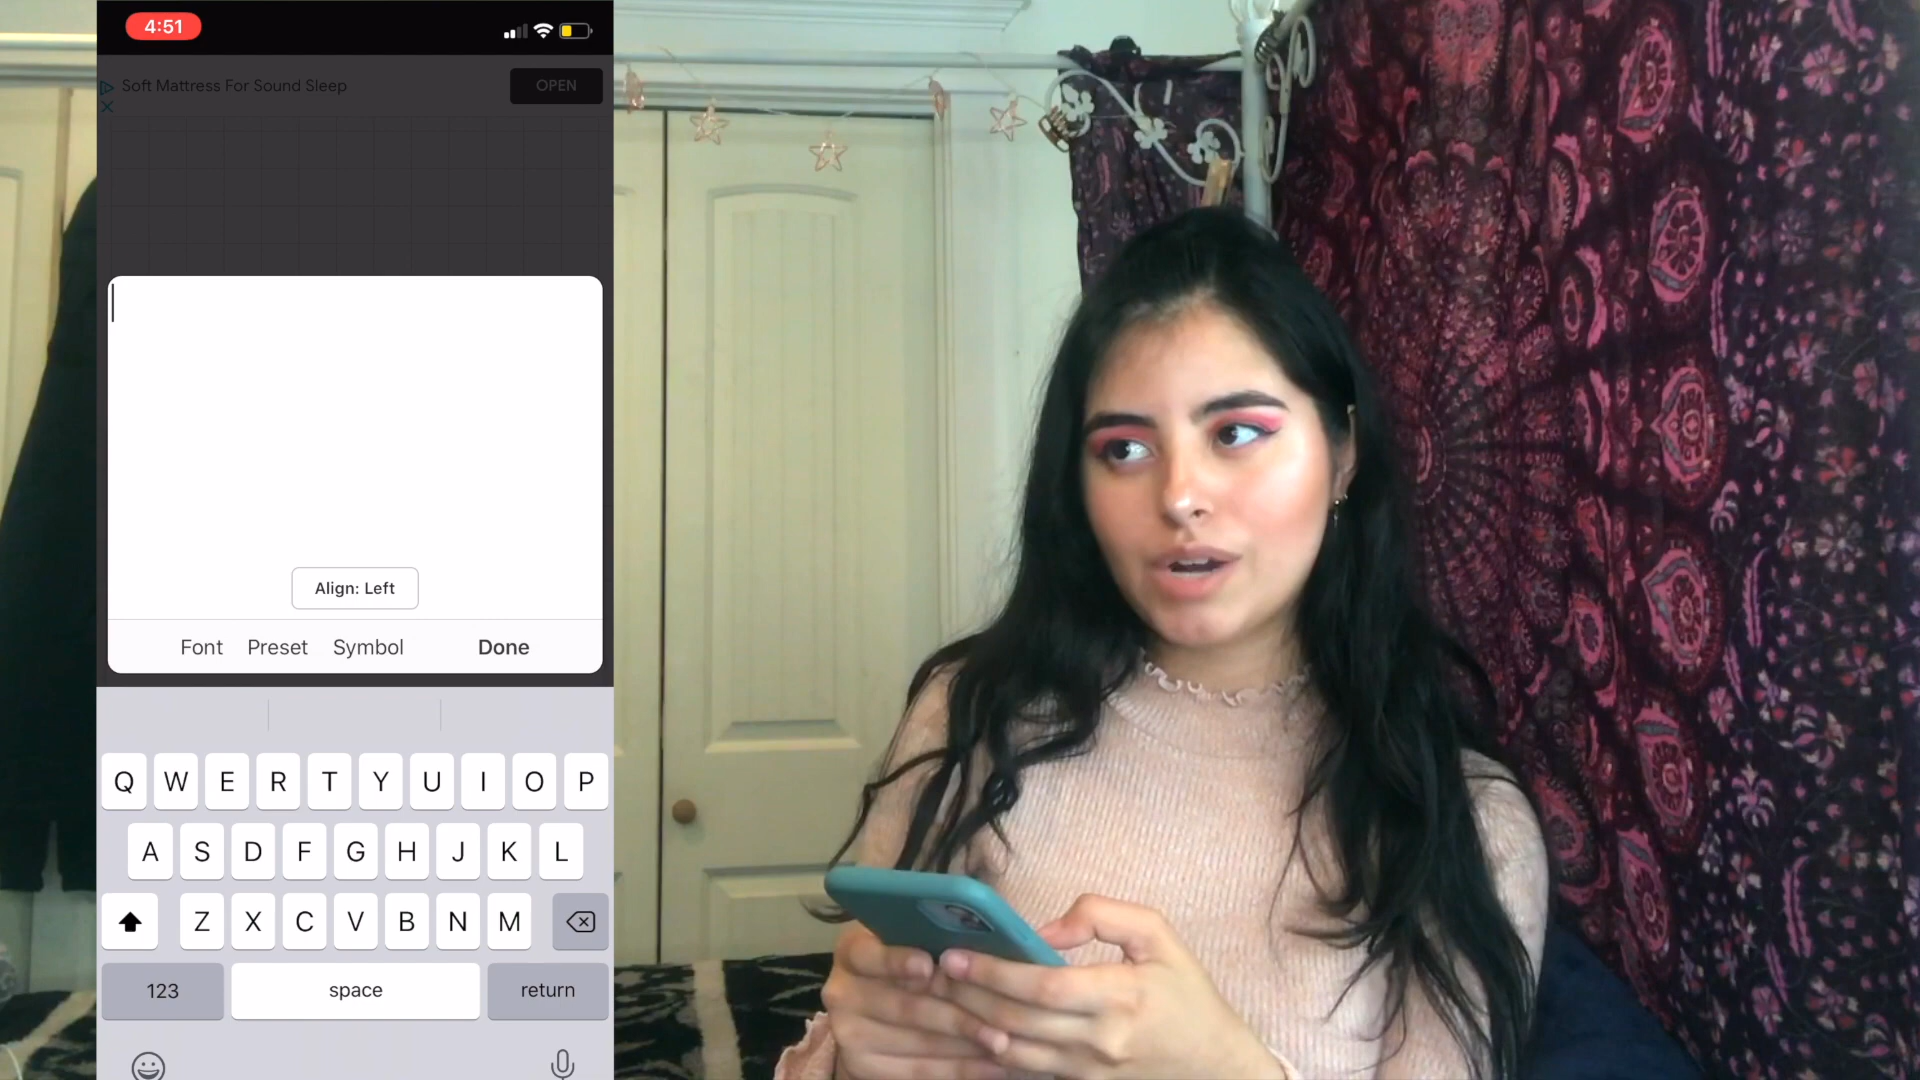 4:51
Soft Mattress For Sound Sleep
OPEN
Align: Left
Font Preset Symbol Done
Q W E R T Y U I O P
A S D F G H J K L
Z X C V B N M
123 space return